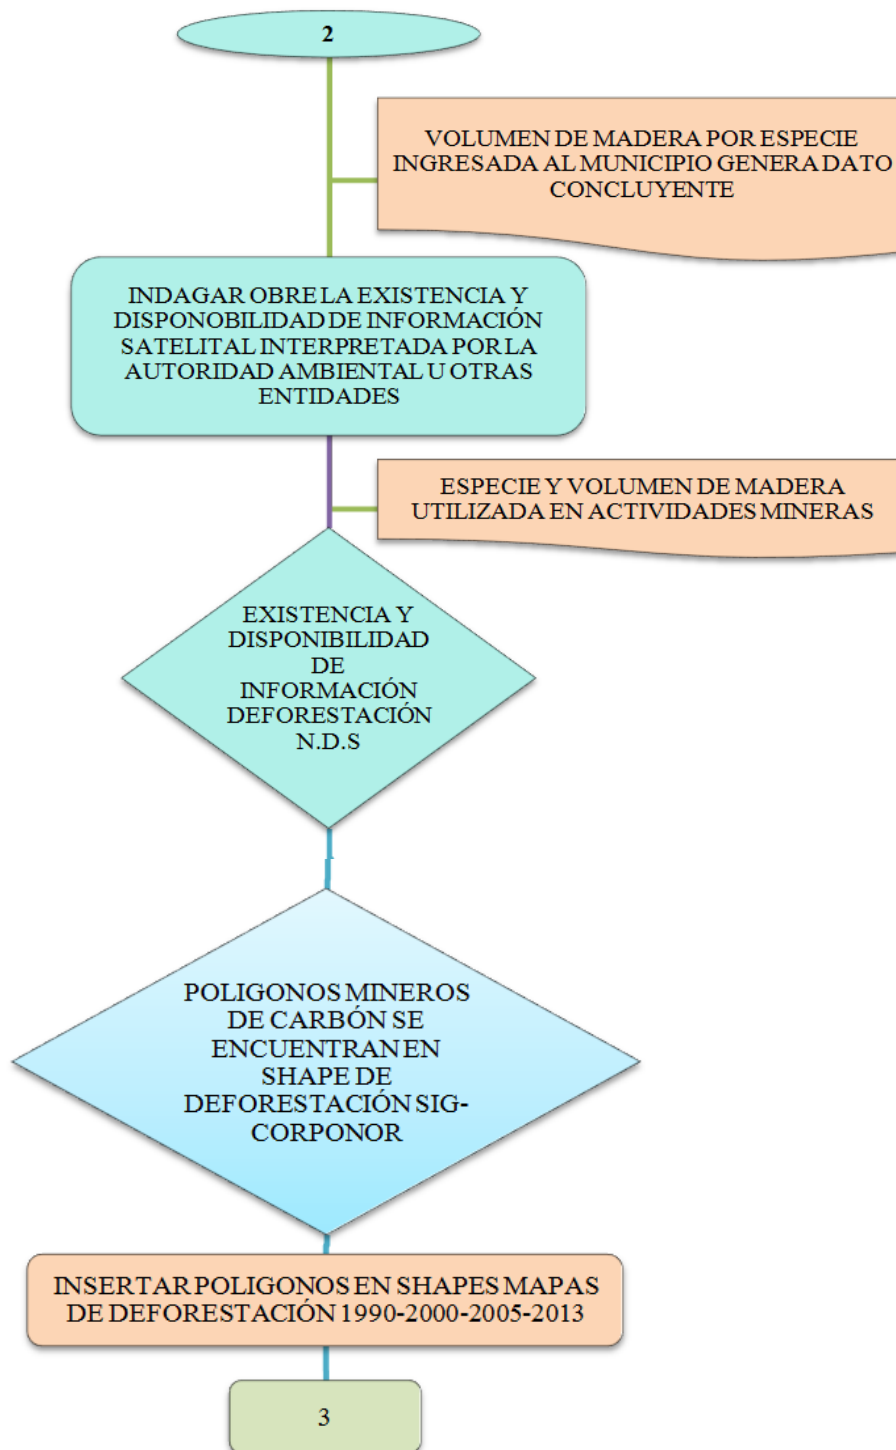 2
VOLUMEN DE MADERA POR ESPECIE
INGRESADA AL MUNICIPIO GENERA DATO
CONCLUYENTE
INDAGAR OBRE LA EXISTENCIA Y
DISPONOBILIDAD DE INFORMACIÓN
SATELITAL INTERPRETADA POR LA
AUTORIDAD AMBIENTAL U OTRAS
ENTIDADES
ESPECIE Y VOLUMEN DE MADERA
UTILIZADA EN ACTIVIDADES MINERAS
EXISTENCIA Y
DISPONIBILIDAD
DE
INFORMACIÓN
DEFORESTACIÓN
N.D.S
POLIGONOS MINEROS
DE CARBÓN SE
ENCUENTRAN EN
SHAPE DE
DEFORESTACIÓN SIG-
CORPONOR
INSERTAR POLIGONOS EN SHAPES MAPAS
DE DEFORESTACIÓN 1990-2000-2005-2013
3